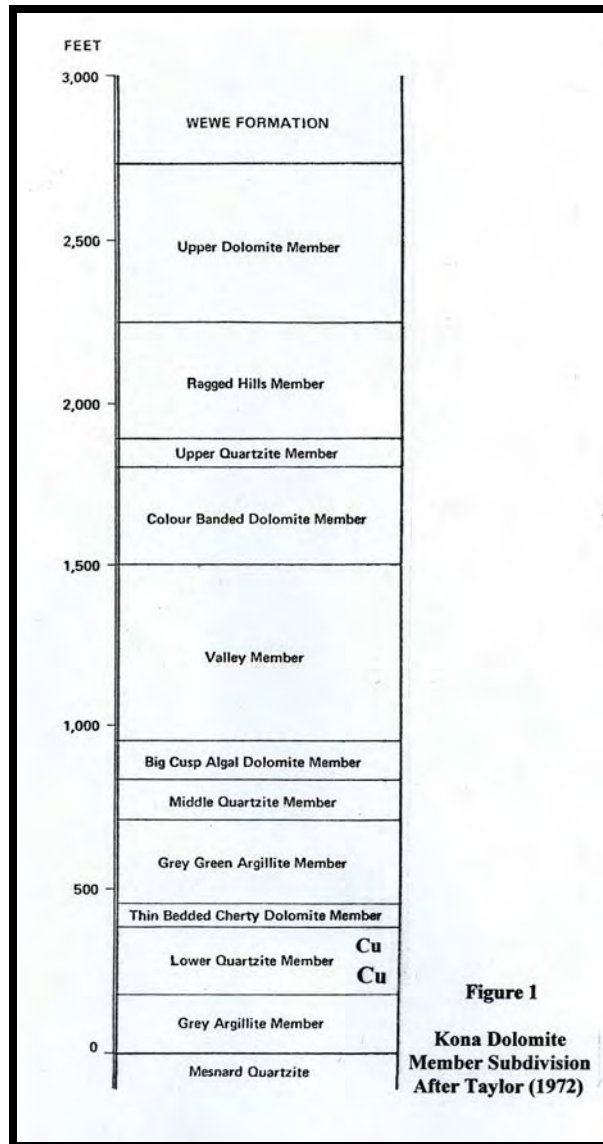 FEET
3,000
WEWE FORMATION
2,500
Upper Dolomite Member
Ragged Hills Member
2,000
Upper Quartzite Member
Colour Banded Dolomite Member
1,500
Valley Member
1,000
Big Cusp Algal Dolomite Member
Middle Quartzite Member
Grey Green Argillite Member
500
Thin Bedded Cherty Dolomite Member
Cu
Lower Quartzite Member
Cu
Grey Argillite Member
0
Mesnard Quartzite
Figure 1
Kona Dolomite
Member Subdivision
After Taylor (1972)